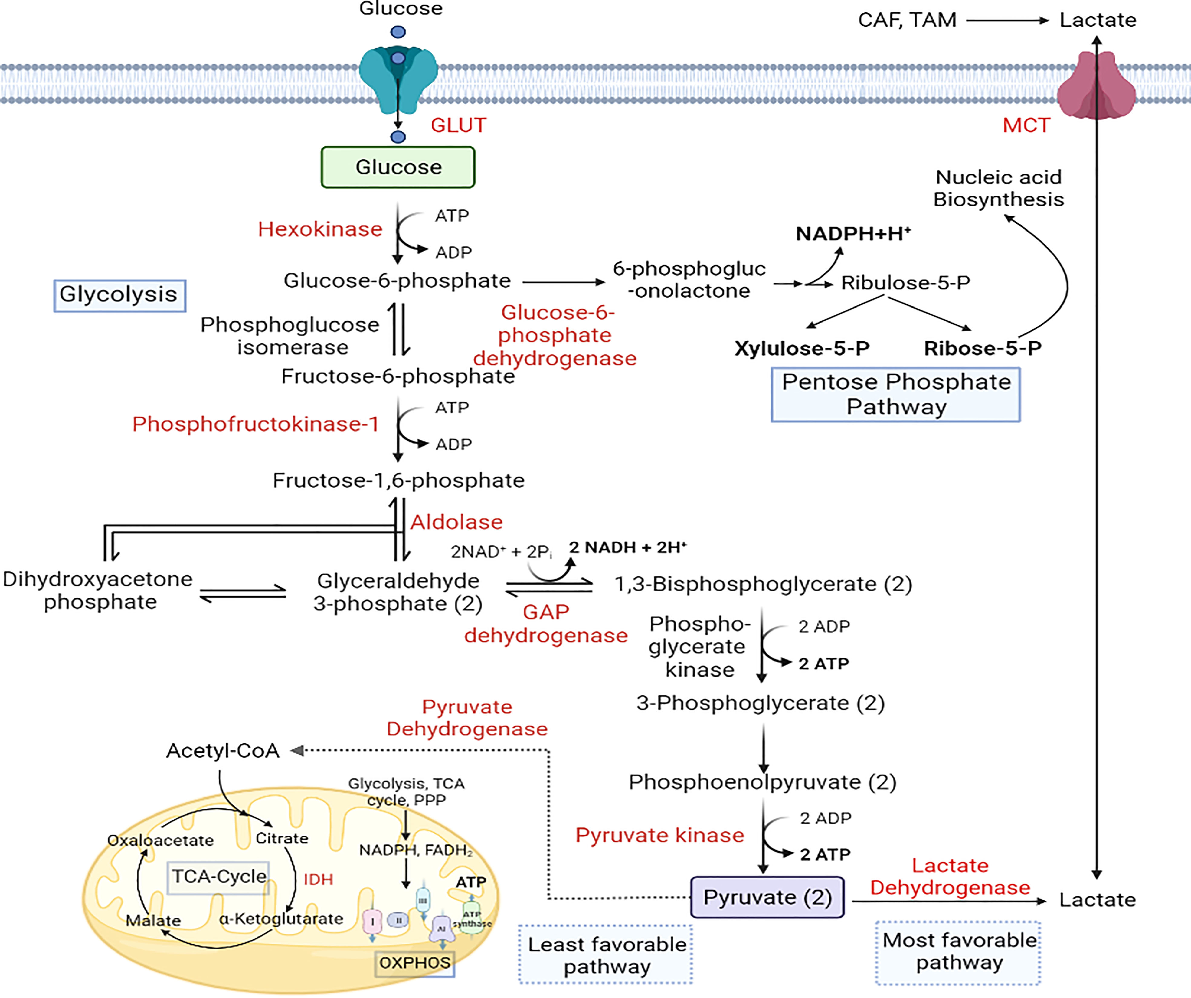 Glucose
CAF, TAM
Lactate
GLUT
MCT
Glucose
Nucleic acid
Biosynthesis
Hexokinase
ATP
ADP
NADPH+H⁺
Glucose-6-phosphate
6-phosphogluc
-onolactone
Ribulose-5-P
Glycolysis
Phosphoglucose
isomerase
Glucose-6-
phosphate
dehydrogenase
Xylulose-5-P
Ribose-5-P
Fructose-6-phosphate
Pentose Phosphate
Pathway
Phosphofructokinase-1
ATP
ADP
Fructose-1,6-phosphate
Aldolase
2NAD⁺ + 2Pᵢ
2 NADH + 2H⁺
Dihydroxyacetone
phosphate
Glyceraldehyde
3-phosphate (2)
1,3-Bisphosphoglycerate (2)
GAP
dehydrogenase
Phospho-
glycerate
kinase
2 ADP
2 ATP
3-Phosphoglycerate (2)
Pyruvate
Dehydrogenase
Acetyl-CoA
Phosphoenolpyruvate (2)
Glycolysis, TCA
cycle, PPP
Pyruvate kinase
2 ADP
2 ATP
Oxaloacetate
Citrate
NADPH, FADH₂
TCA-Cycle
IDH
ATP
Malate
α-Ketoglutarate
I
II
III
ATP
synthase
OXPHOS
Pyruvate (2)
Lactate
Dehydrogenase
Lactate
Least favorable
pathway
Most favorable
pathway